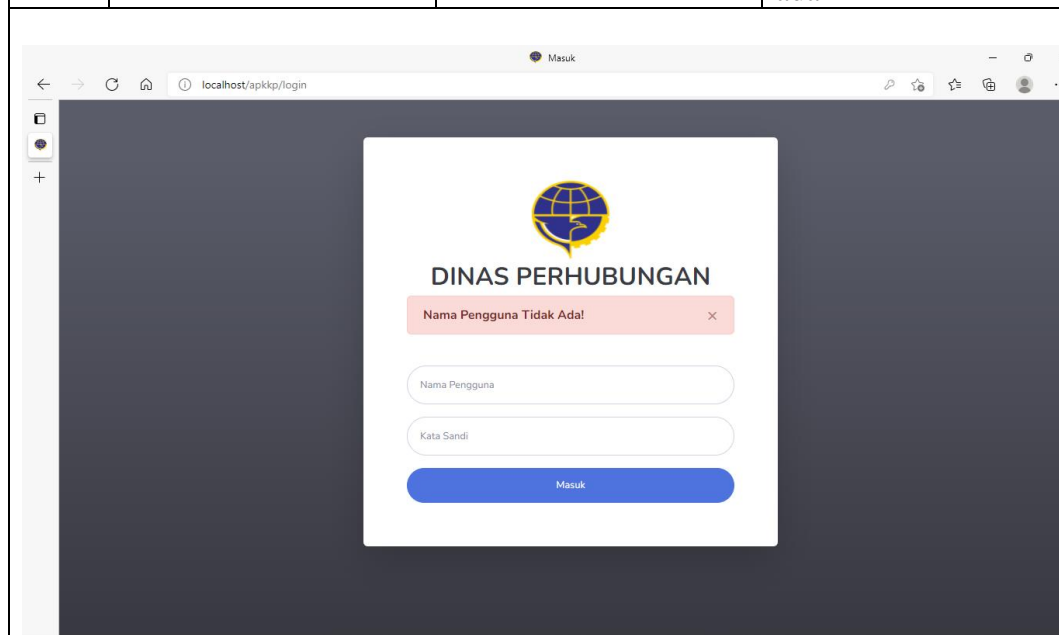 Masuk
localhost/apkkp/login
DINAS PERHUBUNGAN
Nama Pengguna Tidak Ada!
Nama Pengguna
Kata Sandi
Masuk